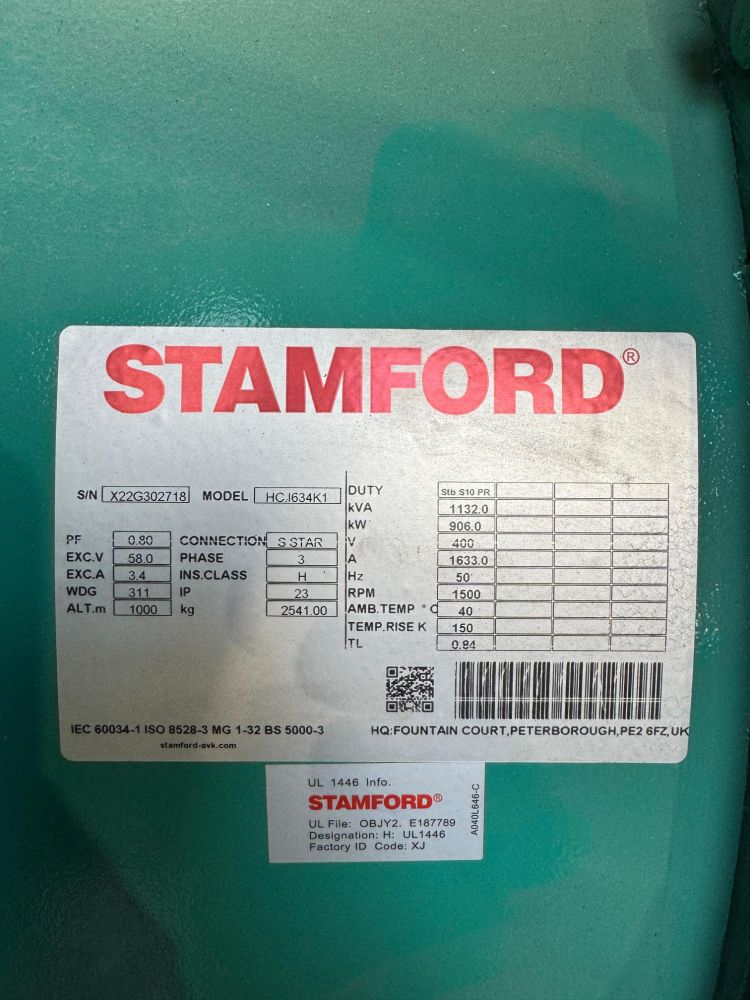 STAMFORD®
S/N X22G302718 MODEL HC.I634K1
PF 0.80 CONNECTION S STAR
EXC.V 58.0 PHASE 3
EXC.A 3.4 INS.CLASS H
WDG 311 IP 23
ALT.m 1000 kg 2541.00
DUTY Stb S10 PR
kVA 1132.0
kW 906.0
V 400
A 1633.0
Hz 50
RPM 1500
AMB.TEMP °C 40
TEMP.RISE K 150
TL 0.84
IEC 60034-1 ISO 8528-3 MG 1-32 BS 5000-3
stamford-avk.com
HQ:FOUNTAIN COURT,PETERBOROUGH,PE2 6FZ,UK
UL 1446 Info.
STAMFORD®
UL File: OBJY2. E187789
Designation: H: UL1446
Factory ID Code: XJ
A040L646-C